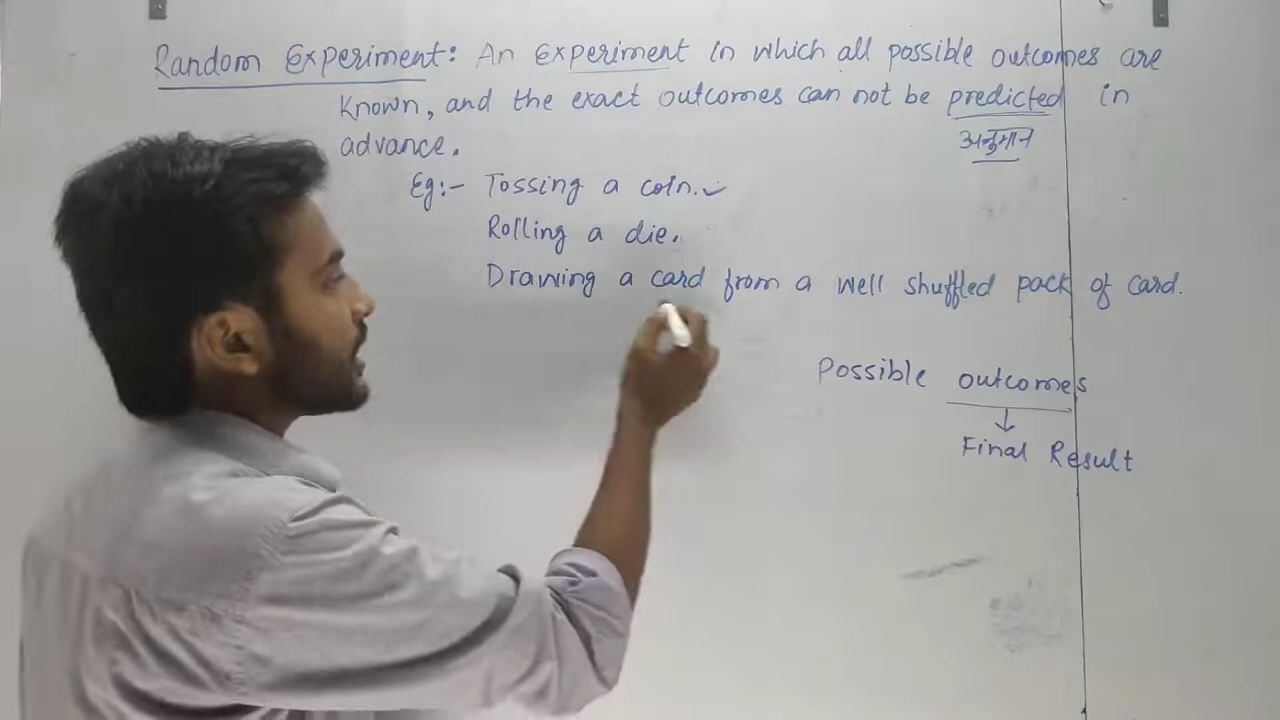 Random Experiment: An Experiment in which all possible outcomes are
Known, and the exact outcomes can not be predicted in
advance.
अनुमान
Eg:- Tossing a coin.
Rolling a die.
Drawing a card from a well shuffled pack of card.
Possible outcomes
↓
Final Result